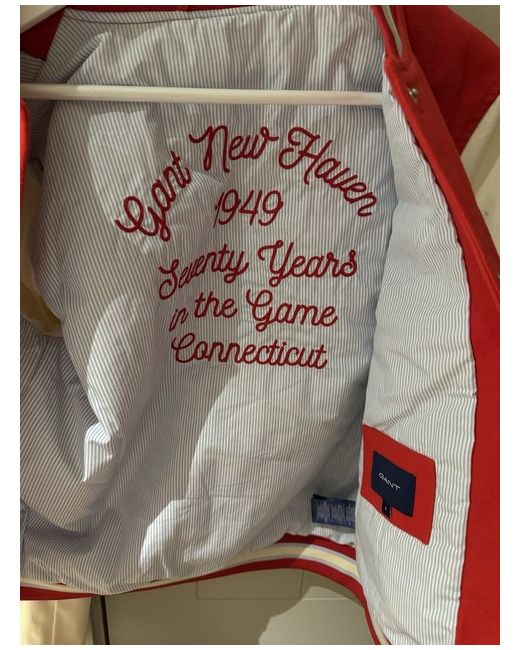 Gant New Haven
1949
Seventy Years
in the Game
Connecticut
GANT